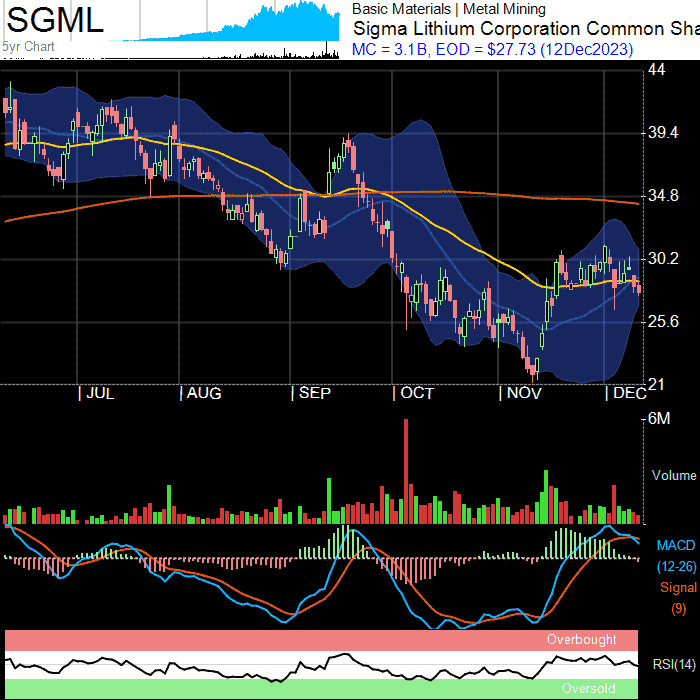 SGML
5yr Chart
Basic Materials | Metal Mining
Sigma Lithium Corporation Common Sha
MC = 3.1B, EOD = $27.73 (12Dec2023)
44
39.4
34.8
30.2
25.6
21
| JUL | AUG | SEP | OCT | NOV | DEC
6M
Volume
MACD
(12-26)
Signal
(9)
Overbought
RSI(14)
Oversold